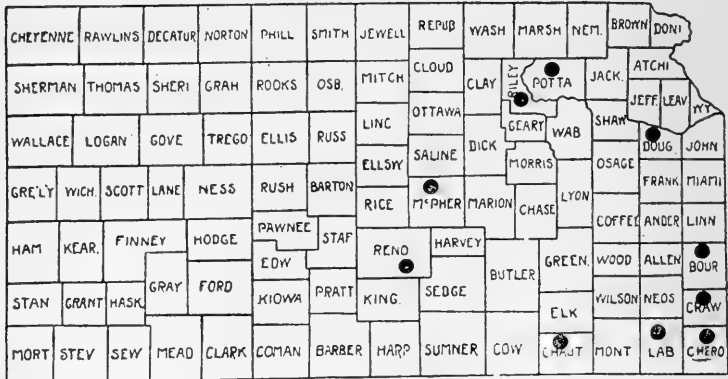 CHEYENNE RAWLINS DECATUR NORTON PHILL SMITH JEWELL REPUB WASH MARSH NEM. BROWN DONI
SHERMAN THOMAS SHERI GRAH ROOKS OSB. MITCH CLOUD CLAY RILEY POTTA JACK. ATCHI
JEFF. LEAV WY
WALLACE LOGAN GOVE TREGO ELLIS RUSS LINC OTTAWA GEARY WAB SHAW DOUG. JOHN
ELLSW SALINE DICK MORRIS OSAGE
GRE'L'Y WICH. SCOTT LANE NESS RUSH BARTON RICE McPHER MARION CHASE LYON FRANK. MIAMI
COFFEY ANDER LINN
HAM KEAR. FINNEY HODGE PAWNEE STAF RENO HARVEY
EDW BUTLER GREEN. WOOD ALLEN BOUR
STAN GRANT HASK. GRAY FORD KIOWA PRATT KING. SEDGE ELK WILSON NEOS CRAW
MORT STEV SEW MEAD CLARK COMAN BARBER HARP SUMNER COW CHAUT MONT LAB CHERO